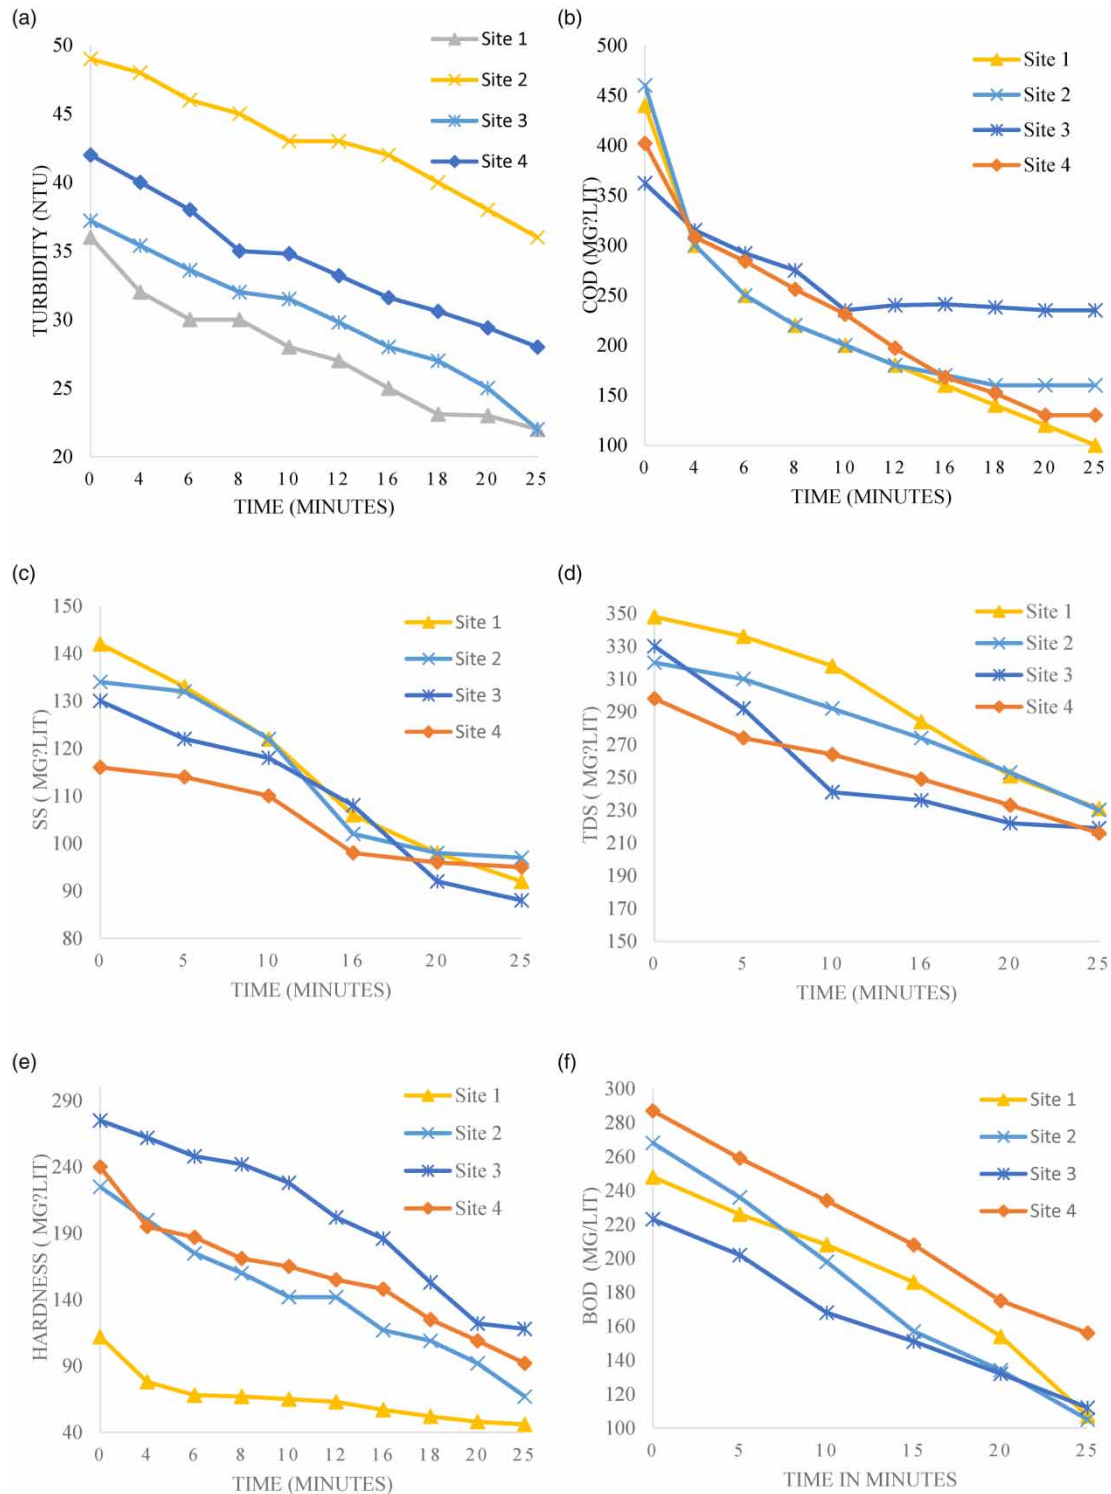 (a)
Site 1
Site 2
Site 3
Site 4
50
45
40
35
30
25
20
TURBIDITY (NTU)
0 4 6 8 10 12 16 18 20 25
TIME (MINUTES)
(b)
Site 1
Site 2
Site 3
Site 4
500
450
400
350
300
250
200
150
100
COD (MG?LIT)
0 4 6 8 10 12 16 18 20 25
TIME (MINUTES)
(c)
Site 1
Site 2
Site 3
Site 4
150
140
130
120
110
100
90
80
SS ( MG?LIT)
0 5 10 16 20 25
TIME (MINUTES)
(d)
Site 1
Site 2
Site 3
Site 4
350
330
310
290
270
250
230
210
190
170
150
TDS ( MG?LIT)
0 5 10 16 20 25
TIME (MINUTES)
(e)
Site 1
Site 2
Site 3
Site 4
290
240
190
140
90
40
HARDNESS ( MG?LIT)
0 4 6 8 10 12 16 18 20 25
TIME (MINUTES)
(f)
Site 1
Site 2
Site 3
Site 4
300
280
260
240
220
200
180
160
140
120
100
BOD (MG/LIT)
0 5 10 15 20 25
TIME IN MINUTES